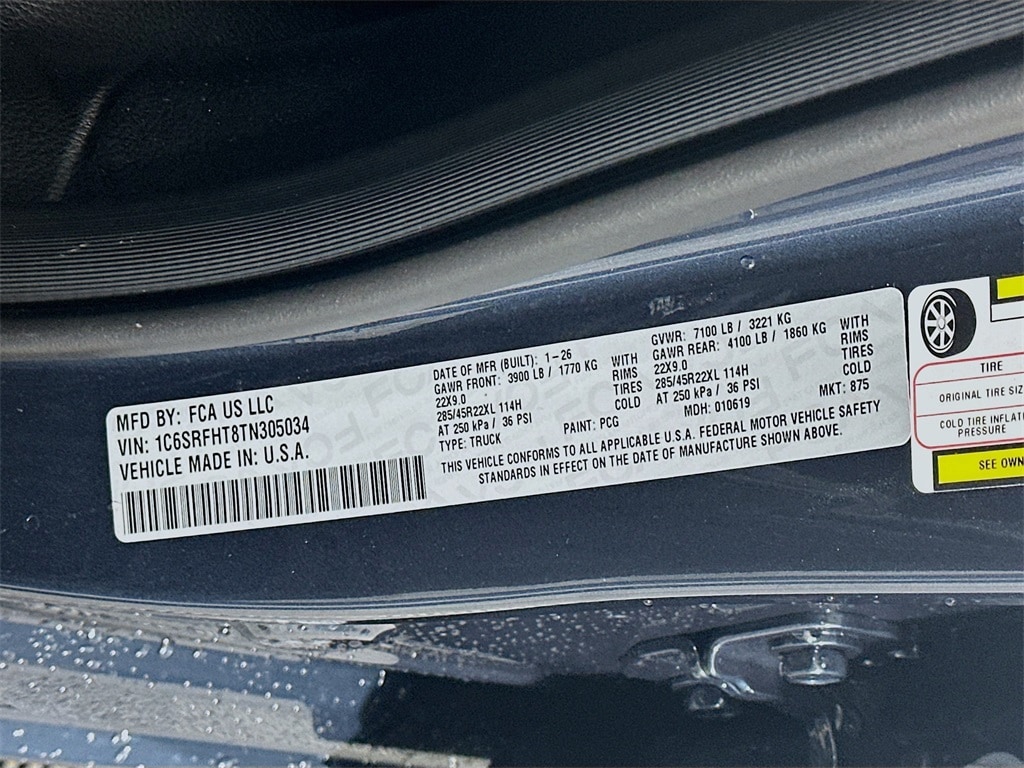 MFD BY: FCA US LLC
VIN: 1C6SRFHT8TN305034
VEHICLE MADE IN: U.S.A.
DATE OF MFR (BUILT): 1-26
GAWR FRONT: 3900 LB / 1770 KG WITH
22X9.0 RIMS
285/45R22XL 114H TIRES
AT 250 kPa / 36 PSI COLD
TYPE: TRUCK PAINT: PCG
GVWR: 7100 LB / 3221 KG
GAWR REAR: 4100 LB / 1860 KG WITH
22X9.0 RIMS
285/45R22XL 114H TIRES
AT 250 kPa / 36 PSI COLD
MDH: 010619 MKT: 875
THIS VEHICLE CONFORMS TO ALL APPLICABLE U.S.A. FEDERAL MOTOR VEHICLE SAFETY
STANDARDS IN EFFECT ON THE DATE OF MANUFACTURE SHOWN ABOVE.
TIRE
ORIGINAL TIRE SIZ
COLD TIRE INFLAT
PRESSURE
SEE OWN